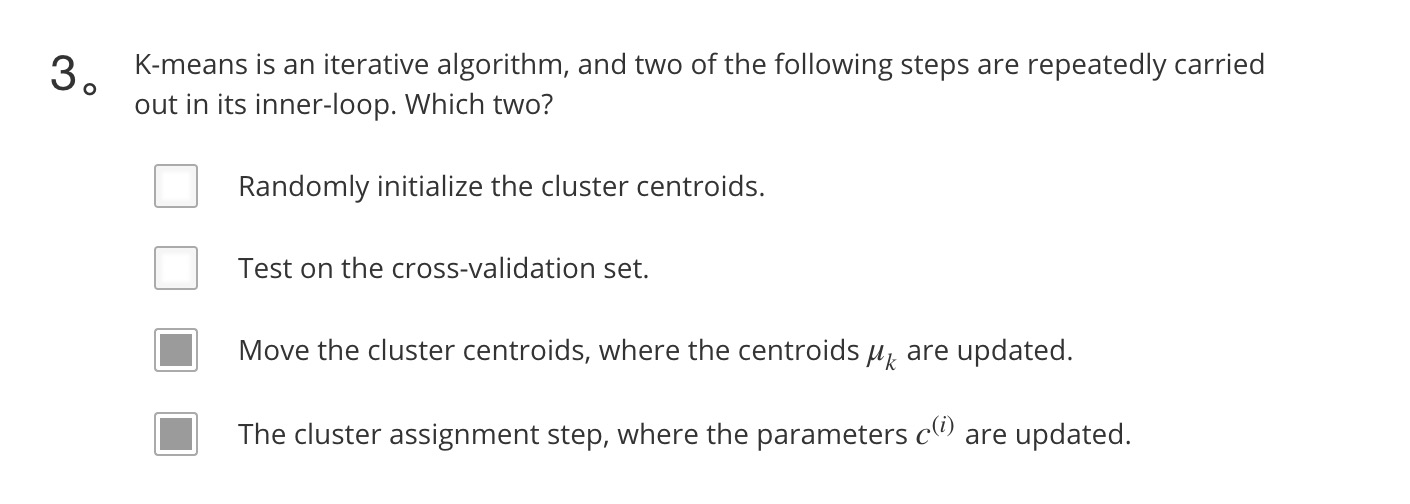 3。 K-means is an iterative algorithm, and two of the following steps are repeatedly carried
out in its inner-loop. Which two?
Randomly initialize the cluster centroids.
Test on the cross-validation set.
Move the cluster centroids, where the centroids μₖ are updated.
The cluster assignment step, where the parameters c⁽ⁱ⁾ are updated.